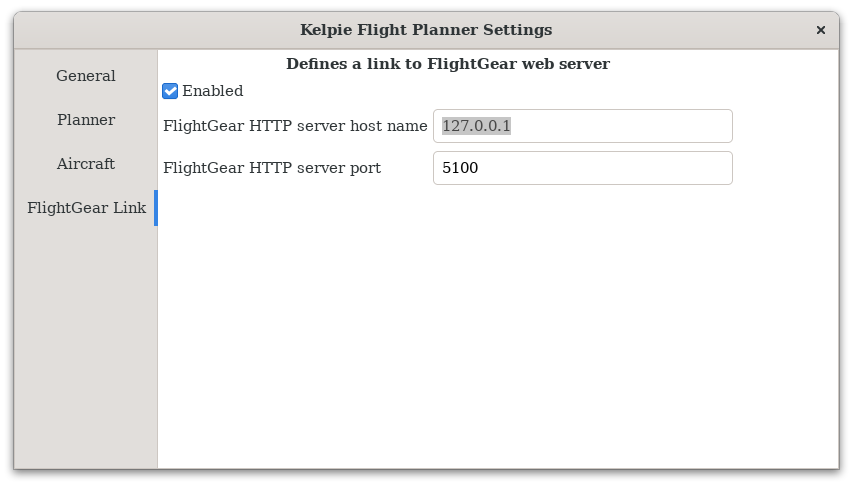 Kelpie Flight Planner Settings
General
Planner
Aircraft
FlightGear Link
Defines a link to FlightGear web server
Enabled
FlightGear HTTP server host name 127.0.0.1
FlightGear HTTP server port 5100